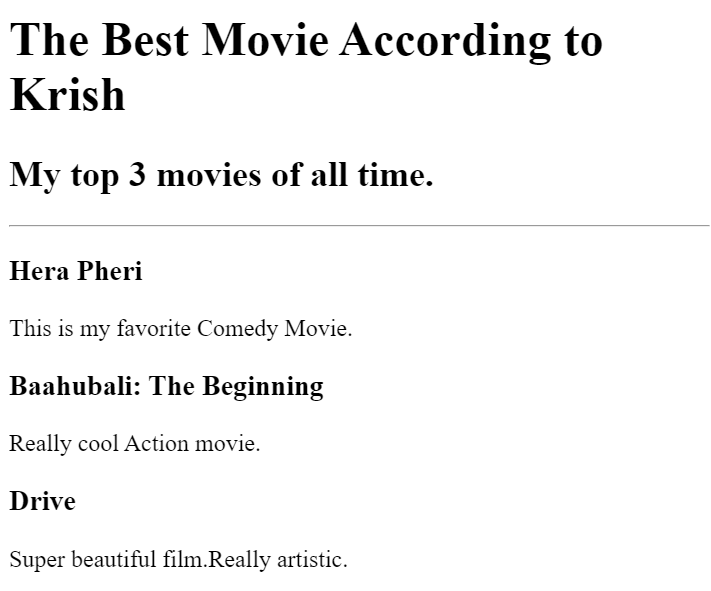 The Best Movie According to
Krish
My top 3 movies of all time.
Hera Pheri
This is my favorite Comedy Movie.
Baahubali: The Beginning
Really cool Action movie.
Drive
Super beautiful film.Really artistic.